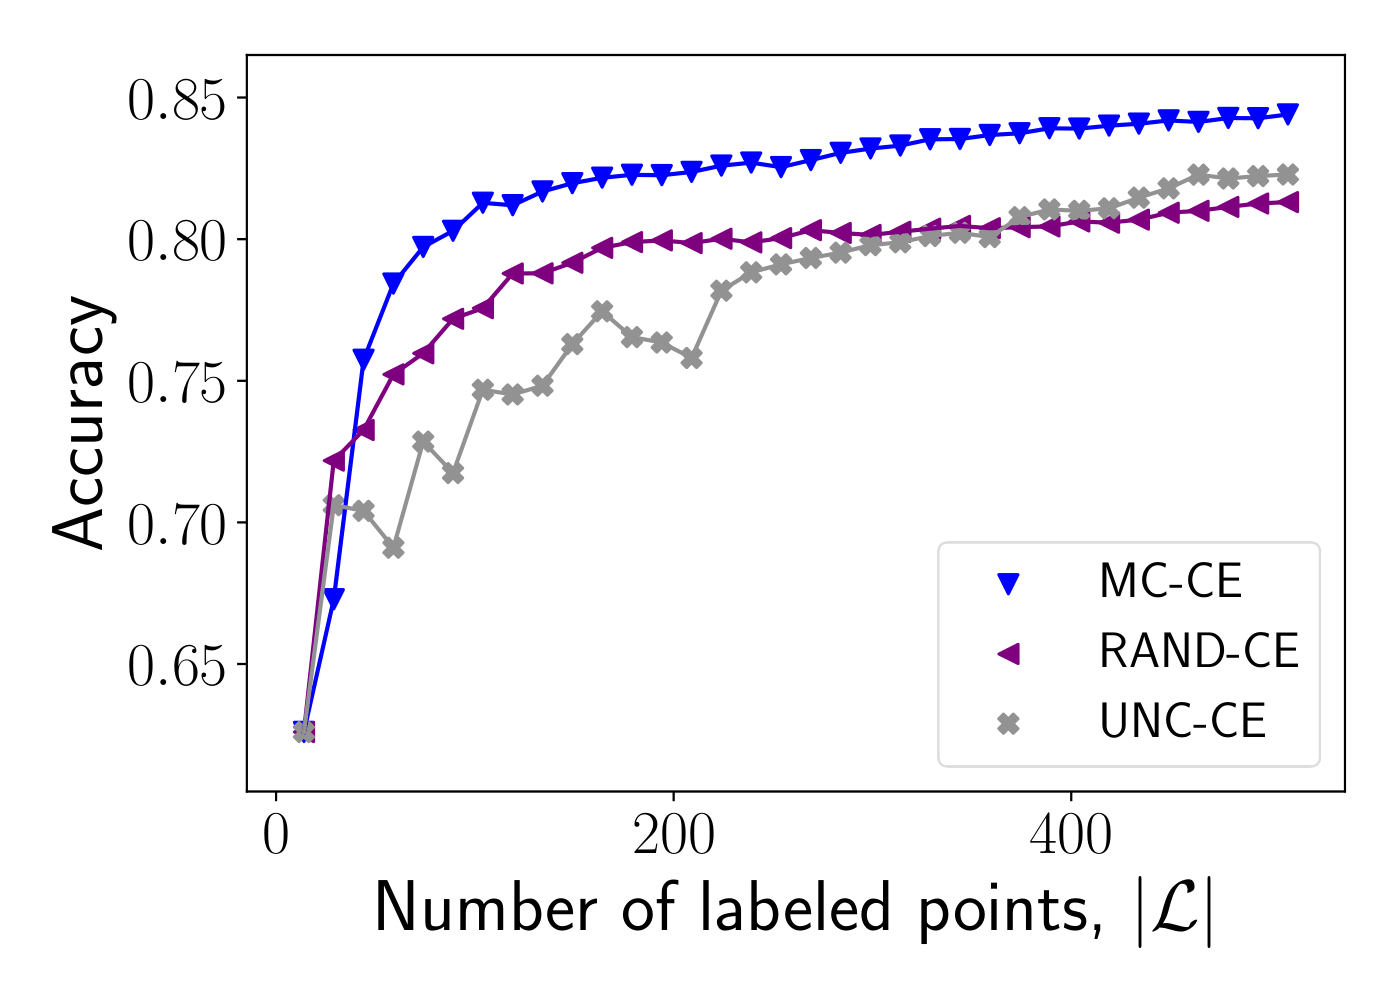 0.85
0.80
0.75
0.70
0.65
Accuracy
MC-CE
RAND-CE
UNC-CE
0 200 400
Number of labeled points, |ℒ|